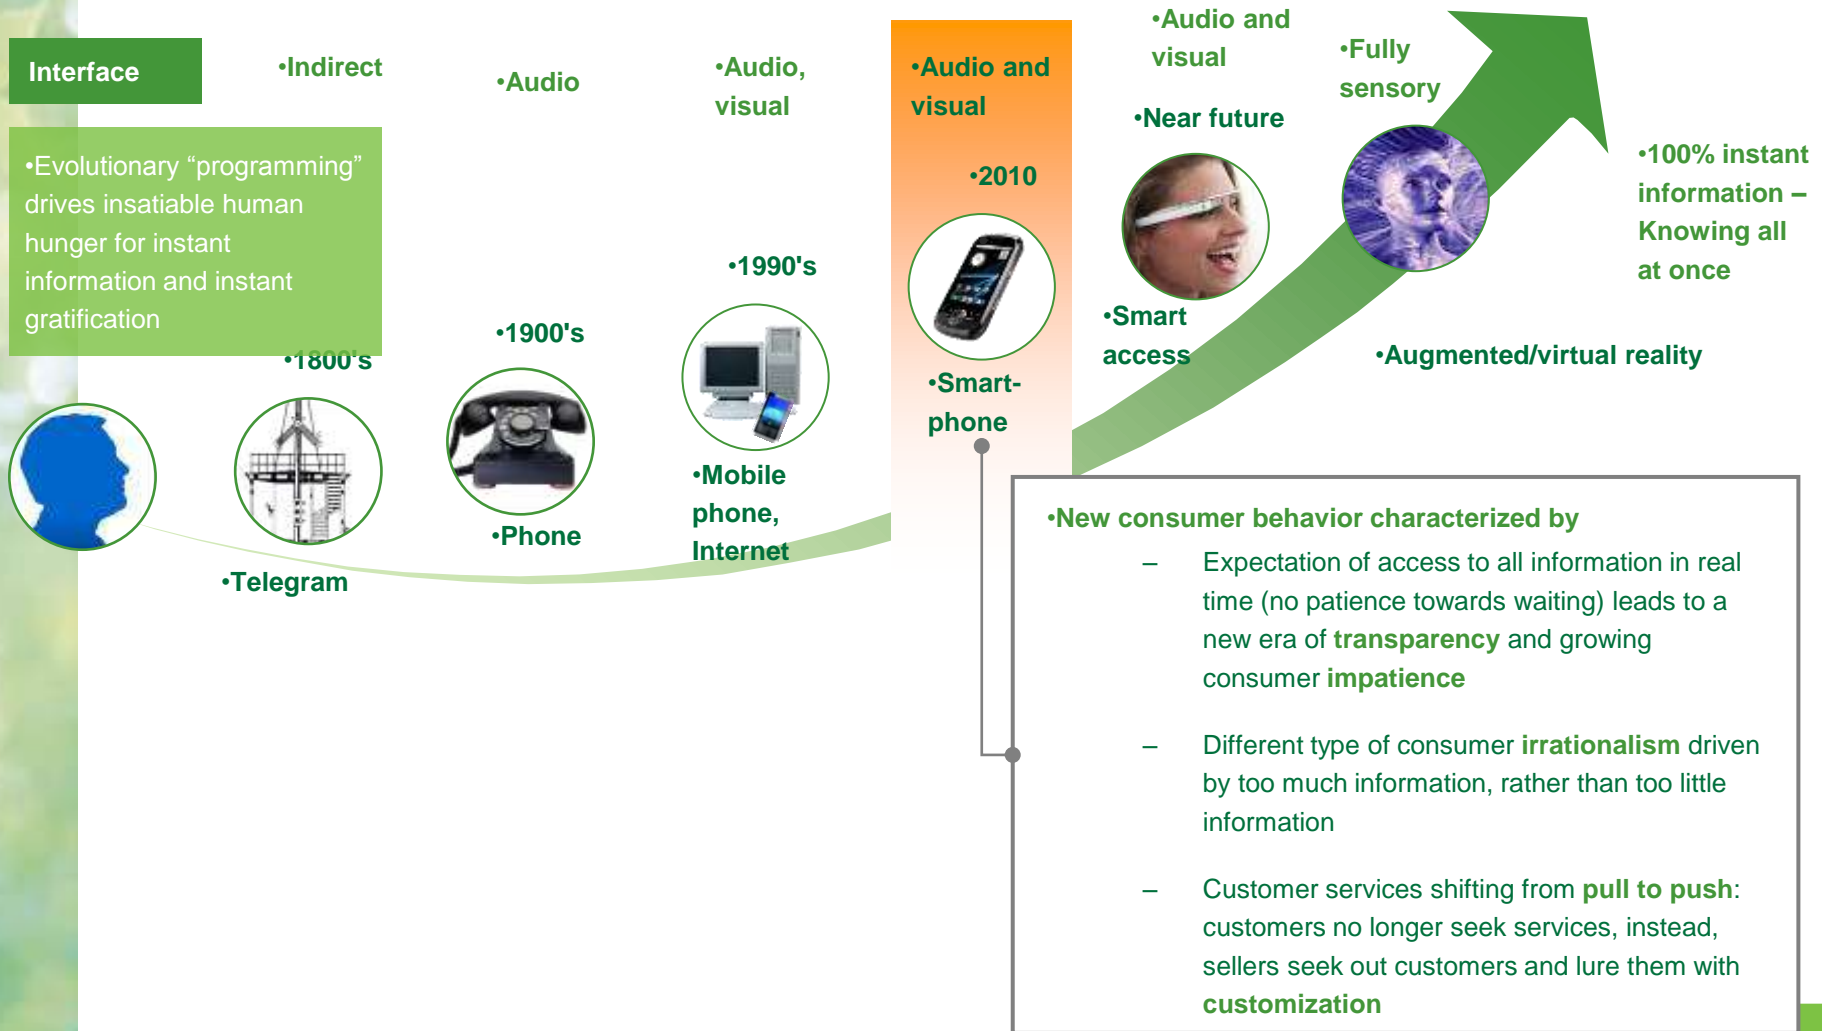 Interface
•Indirect
•Audio
•Audio,
visual
•Audio and
visual
•Audio and
visual
•Fully
sensory
•Evolutionary “programming”
drives insatiable human
hunger for instant
information and instant
gratification
•1800's
•1900's
•1990's
•2010
•Near future
•100% instant
information –
Knowing all
at once
•Telegram
•Phone
•Mobile
phone,
Internet
•Smart-
phone
•Smart
access
•Augmented/virtual reality
•New consumer behavior characterized by
– Expectation of access to all information in real
time (no patience towards waiting) leads to a
new era of transparency and growing
consumer impatience
– Different type of consumer irrationalism driven
by too much information, rather than too little
information
– Customer services shifting from pull to push:
customers no longer seek services, instead,
sellers seek out customers and lure them with
customization